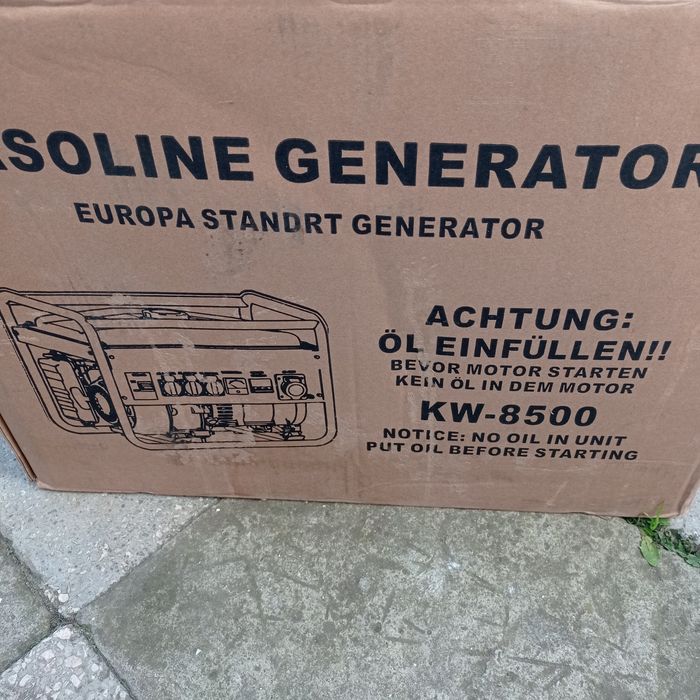 ASOLINE GENERATOR
EUROPA STANDRT GENERATOR
ACHTUNG:
ÖL EINFÜLLEN!!
BEVOR MOTOR STARTEN
KEIN ÖL IN DEM MOTOR
KW-8500
NOTICE: NO OIL IN UNIT
PUT OIL BEFORE STARTING